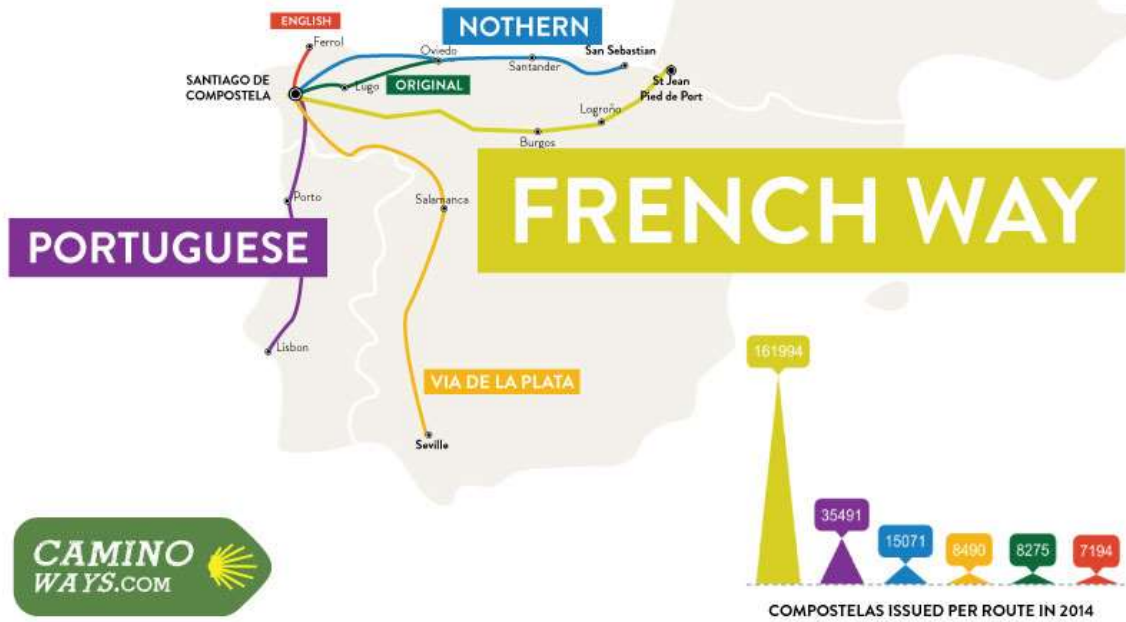 ENGLISH
NOTHERN
Ferrol
Oviedo
San Sebastian
Santander
SANTIAGO DE
COMPOSTELA
Lugo
ORIGINAL
St Jean
Pied de Port
Logroño
Burgos
FRENCH WAY
Porto
Salamanca
PORTUGUESE
Lisbon
VIA DE LA PLATA
Seville
161994
35491
15071
8490
8275
7194
CAMINO
WAYS.COM
COMPOSTELAS ISSUED PER ROUTE IN 2014